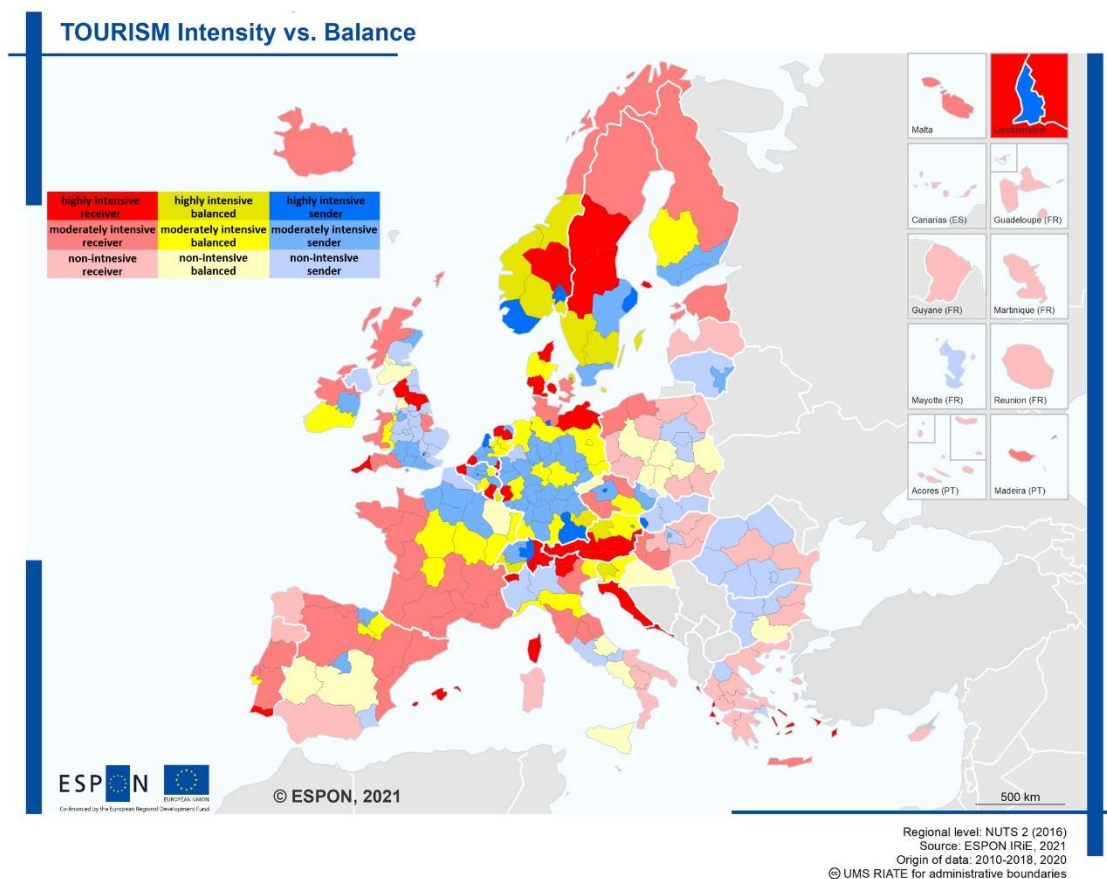 TOURISM Intensity vs. Balance
highly intensive receiver
highly intensive balanced
highly intensive sender
moderately intensive receiver
moderately intensive balanced
moderately intensive sender
non-intnesive receiver
non-intensive balanced
non-intensive sender
Malta
Liechtenstein
Canarias (ES)
Guadeloupe (FR)
Guyane (FR)
Martinique (FR)
Mayotte (FR)
Reunion (FR)
Acores (PT)
Madeira (PT)
ESPON
EUROPEAN UNION
Co-financed by the European Regional Development Fund
© ESPON, 2021
500 km
Regional level: NUTS 2 (2016)
Source: ESPON IRiE, 2021
Origin of data: 2010-2018, 2020
© UMS RIATE for administrative boundaries